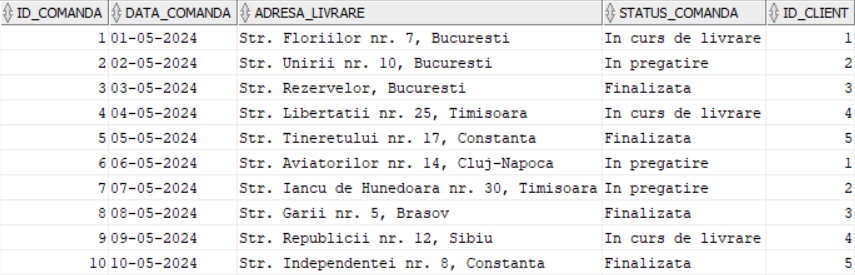 ID_COMANDA DATA_COMANDA ADRESA_LIVRARE STATUS_COMANDA ID_CLIENT
1 01-05-2024 Str. Floriilor nr. 7, Bucuresti In curs de livrare 1
2 02-05-2024 Str. Unirii nr. 10, Bucuresti In pregatire 2
3 03-05-2024 Str. Rezervelor, Bucuresti Finalizata 3
4 04-05-2024 Str. Libertatii nr. 25, Timisoara In curs de livrare 4
5 05-05-2024 Str. Tineretului nr. 17, Constanta Finalizata 5
6 06-05-2024 Str. Aviatorilor nr. 14, Cluj-Napoca In pregatire 1
7 07-05-2024 Str. Iancu de Hunedoara nr. 30, Timisoara In pregatire 2
8 08-05-2024 Str. Garii nr. 5, Brasov Finalizata 3
9 09-05-2024 Str. Republicii nr. 12, Sibiu In curs de livrare 4
10 10-05-2024 Str. Independentei nr. 8, Constanta Finalizata 5